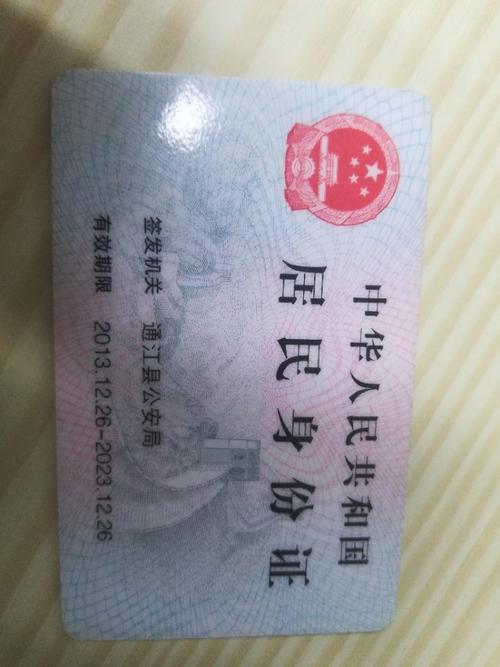 中华人民共和国
居民身份证
签发机关 通江县公安局
有效期限 2013.12.26-2023.12.26